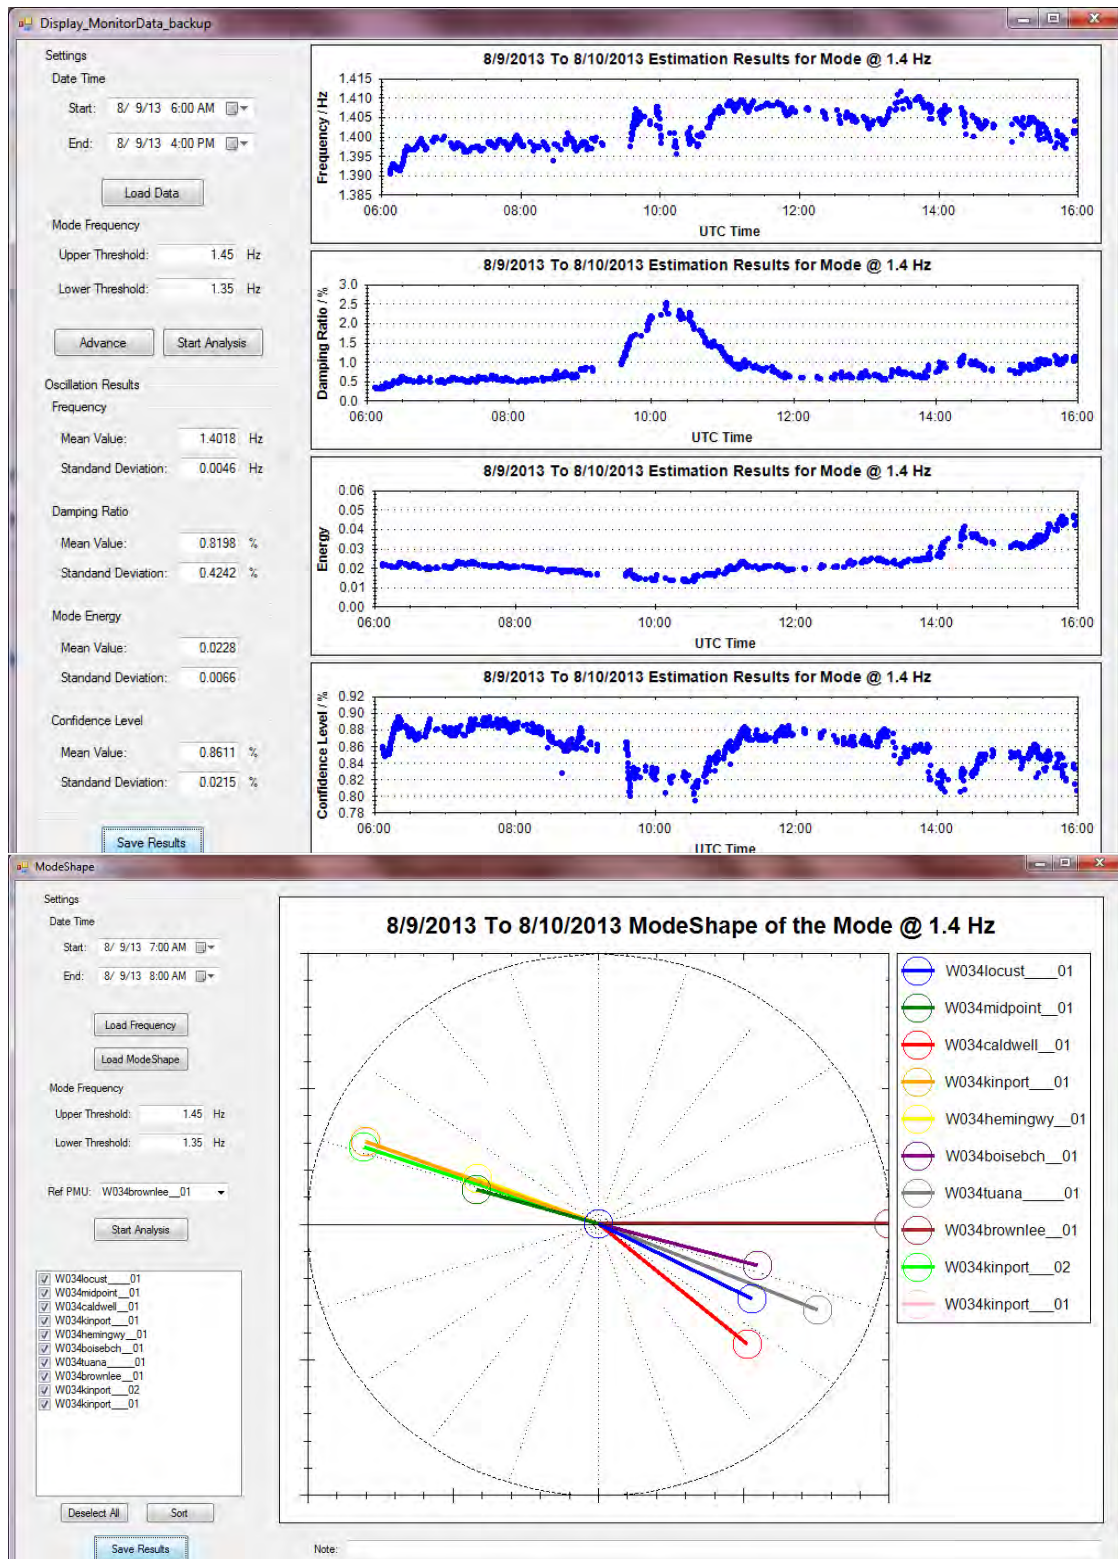 Display_MonitorData_backup
Settings
Date Time
Start: 8/ 9/13 6:00 AM
End: 8/ 9/13 4:00 PM
Load Data
Mode Frequency
Upper Threshold: 1.45 Hz
Lower Threshold: 1.35 Hz
Advance Start Analysis
Oscillation Results
Frequency
Mean Value: 1.4018 Hz
Standand Deviation: 0.0046 Hz
Damping Ratio
Mean Value: 0.8198 %
Standand Deviation: 0.4242 %
Mode Energy
Mean Value: 0.0228
Standand Deviation: 0.0066
Confidence Level
Mean Value: 0.8611 %
Standand Deviation: 0.0215 %
Save Results
8/9/2013 To 8/10/2013 Estimation Results for Mode @ 1.4 Hz
Frequency / Hz
1.415
1.410
1.405
1.400
1.395
1.390
1.385
06:00 08:00 10:00 12:00 14:00 16:00
UTC Time
8/9/2013 To 8/10/2013 Estimation Results for Mode @ 1.4 Hz
Damping Ratio / %
3.0
2.5
2.0
1.5
1.0
0.5
0.0
06:00 08:00 10:00 12:00 14:00 16:00
UTC Time
8/9/2013 To 8/10/2013 Estimation Results for Mode @ 1.4 Hz
Energy
0.06
0.05
0.04
0.03
0.02
0.01
0.00
06:00 08:00 10:00 12:00 14:00 16:00
UTC Time
8/9/2013 To 8/10/2013 Estimation Results for Mode @ 1.4 Hz
Confidence Level / %
0.92
0.90
0.88
0.86
0.84
0.82
0.80
0.78
06:00 08:00 10:00 12:00 14:00 16:00
UTC Time
ModeShape
Settings
Date Time
Start: 8/ 9/13 7:00 AM
End: 8/ 9/13 8:00 AM
Load Frequency
Load ModeShape
Mode Frequency
Upper Threshold: 1.45 Hz
Lower Threshold: 1.35 Hz
Ref PMU: W034brownlee__01
Start Analysis
W034locust____01
W034midpoint__01
W034caldwell__01
W034kinport___01
W034hemingwy__01
W034boisebch__01
W034tuana_____01
W034brownlee__01
W034kinport___02
W034kinport___01
Deselect All Sort
Save Results
8/9/2013 To 8/10/2013 ModeShape of the Mode @ 1.4 Hz
W034locust____01
W034midpoint__01
W034caldwell__01
W034kinport___01
W034hemingwy__01
W034boisebch__01
W034tuana_____01
W034brownlee__01
W034kinport___02
W034kinport___01
Note: